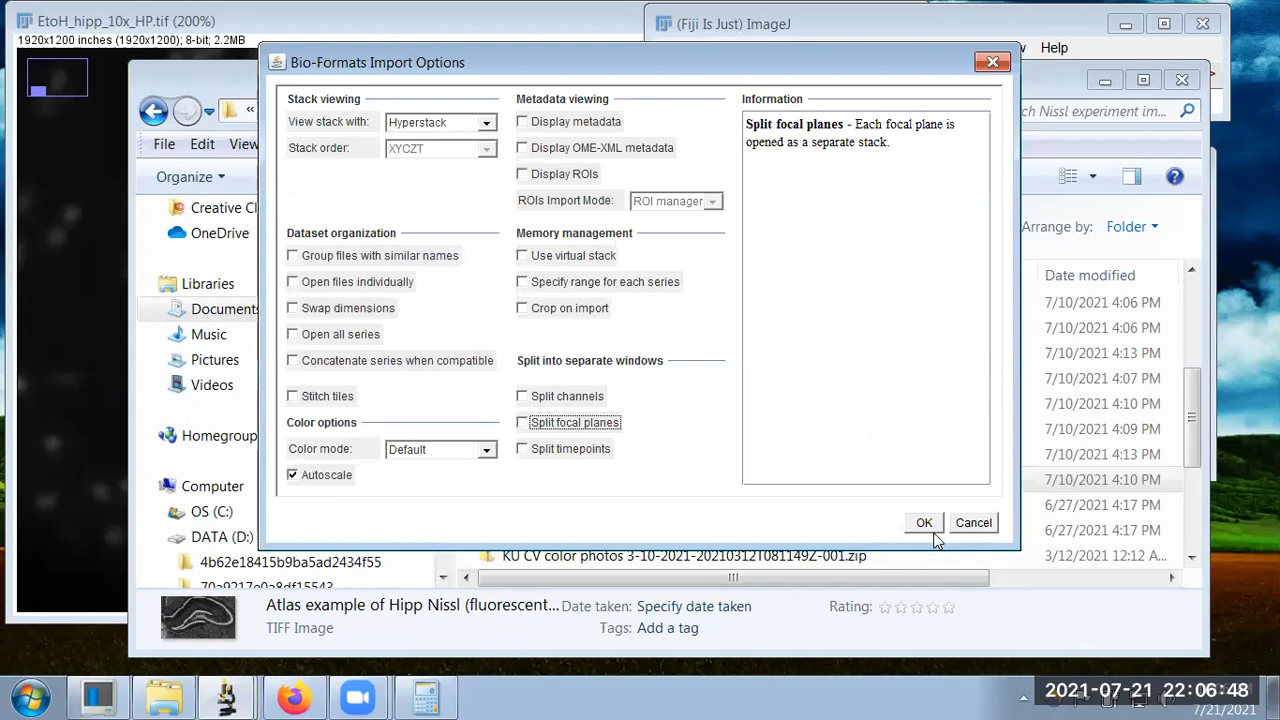 EtoH_hipp_10x_HP.tif (200%)
1920x1200 inches (1920x1200); 8-bit; 2.2MB
(Fiji Is Just) ImageJ
Help
Bio-Formats Import Options
Stack viewing
View stack with:
Hyperstack
Stack order:
XYCZT
Dataset organization
Group files with similar names
Open files individually
Swap dimensions
Open all series
Concatenate series when compatible
Stitch tiles
Color options
Color mode:
Default
Autoscale
Metadata viewing
Display metadata
Display OME-XML metadata
Display ROIs
ROIs Import Mode:
ROI manager
Memory management
Use virtual stack
Specify range for each series
Crop on import
Split into separate windows
Split channels
Split focal planes
Split timepoints
Information
Split focal planes - Each focal plane is
opened as a separate stack.
OK
Cancel
«
ch Nissl experiment im...
File
Edit
View
Organize
Creative Cl
OneDrive
Libraries
Document
Music
Pictures
Videos
Homegroup
Computer
OS (C:)
DATA (D:)
4b62e18415b9ba5ad2434f5
70a9217e0a8df15543
Arrange by:
Folder
Date modified
7/10/2021 4:06 PM
7/10/2021 4:06 PM
7/10/2021 4:13 PM
7/10/2021 4:07 PM
7/10/2021 4:10 PM
7/10/2021 4:09 PM
7/10/2021 4:13 PM
7/10/2021 4:10 PM
6/27/2021 4:17 PM
6/27/2021 4:17 PM
3/12/2021 12:12 A...
KU CV color photos 3-10-2021-20210312T081149Z-001.zip
Atlas example of Hipp Nissl (fluorescent...
TIFF Image
Date taken:
Specify date taken
Tags:
Add a tag
Rating:
2021-07-21 22:06:48
7/21/2021